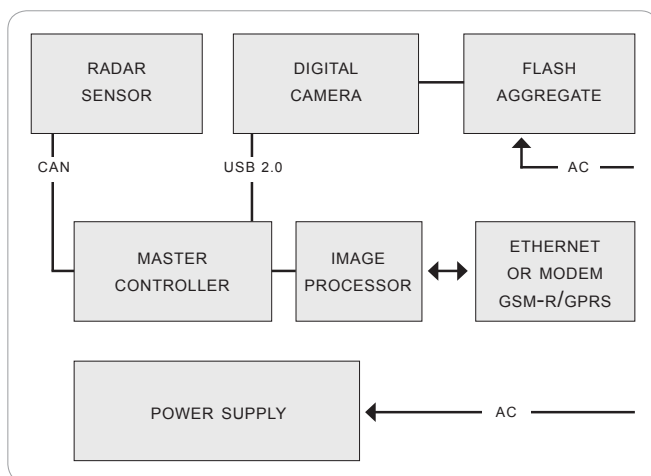 RADAR
SENSOR
DIGITAL
CAMERA
FLASH
AGGREGATE
CAN
USB 2.0
AC
MASTER
CONTROLLER
IMAGE
PROCESSOR
ETHERNET
OR MODEM
GSM-R/GPRS
POWER SUPPLY
AC